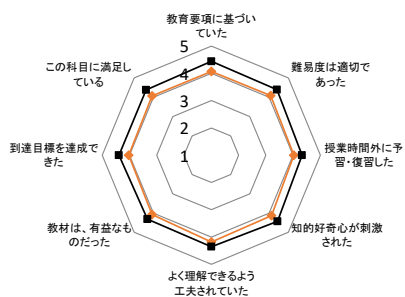 教育要項に基づい
ていた
難易度は適切で
あった
授業時間外に予
習・復習した
知的好奇心が刺激
された
よく理解できるよう
工夫されていた
教材は、有益なも
のだった
到達目標を達成で
きた
この科目に満足し
ている
5
4
3
2
1